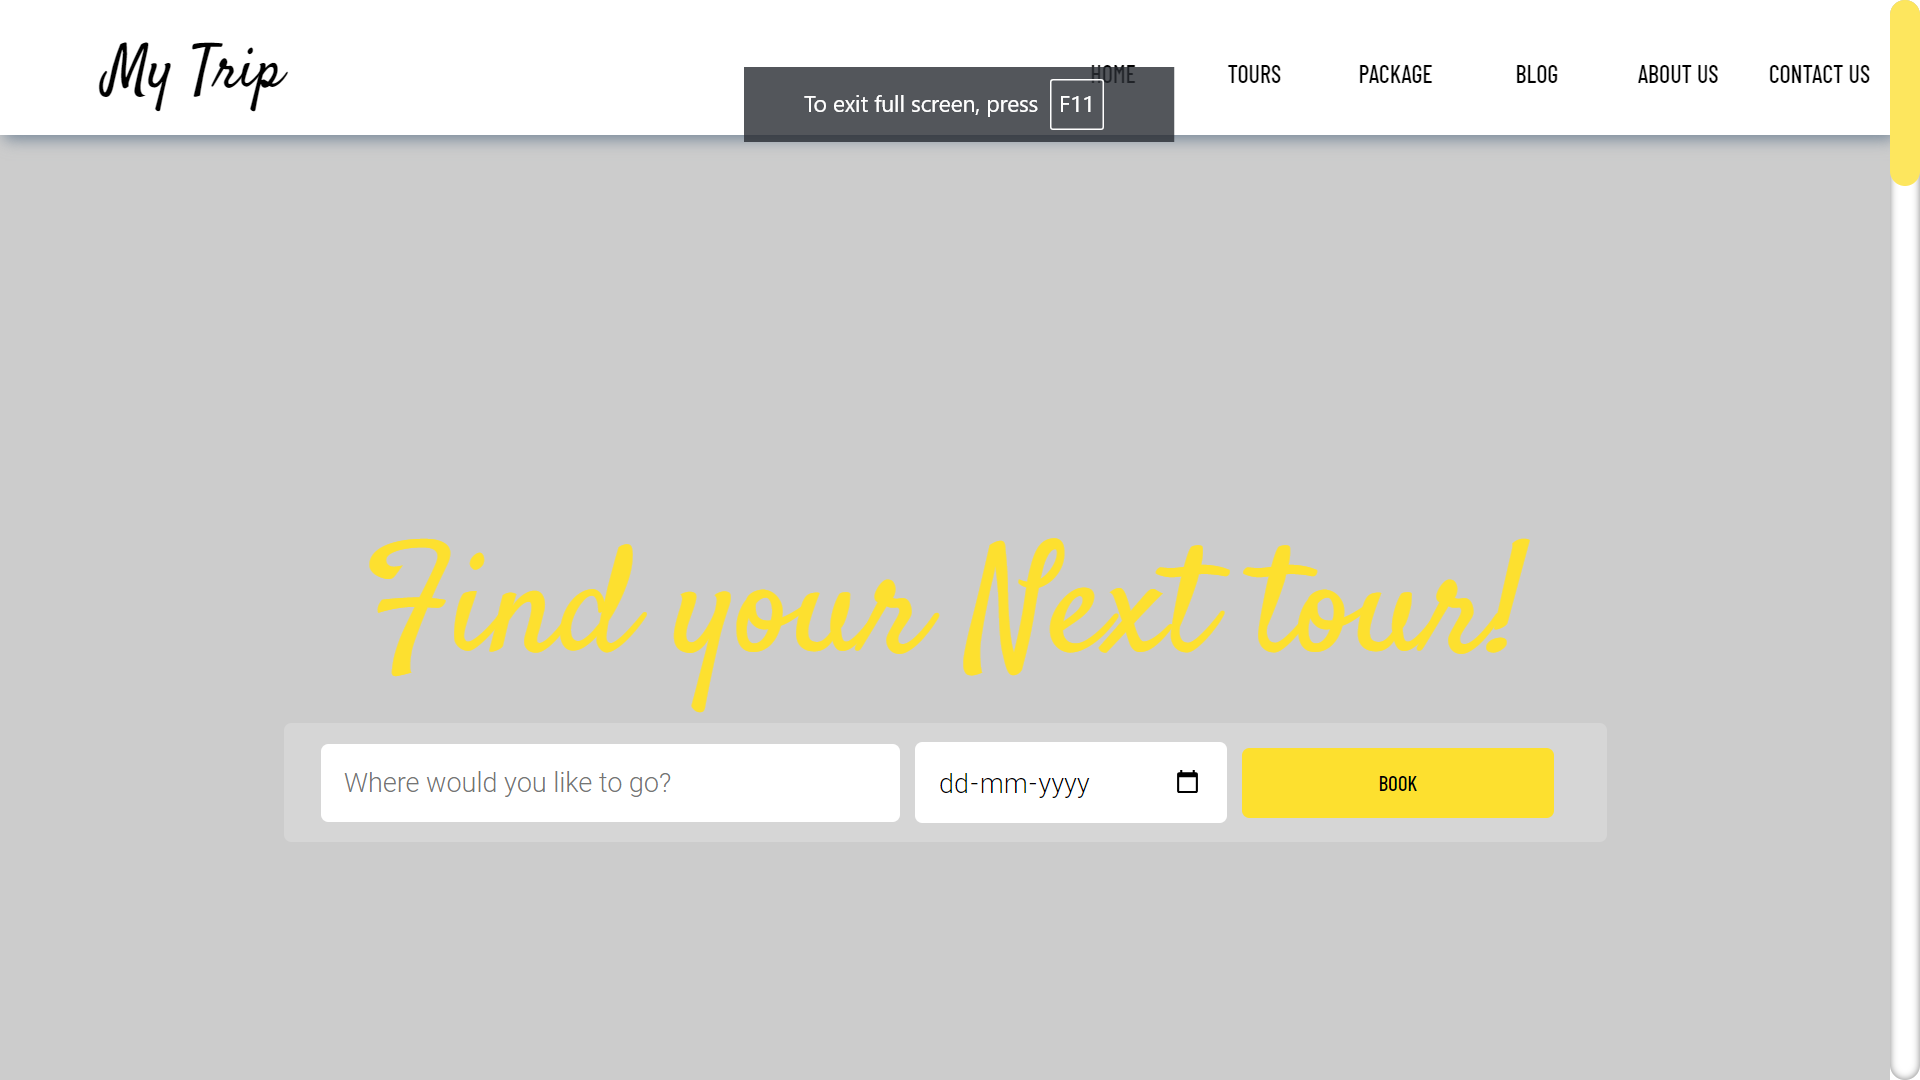 My Trip
HOME TOURS PACKAGE BLOG ABOUT US CONTACT US
To exit full screen, press F11
Find your Next tour!
Where would you like to go? dd-mm-yyyy BOOK